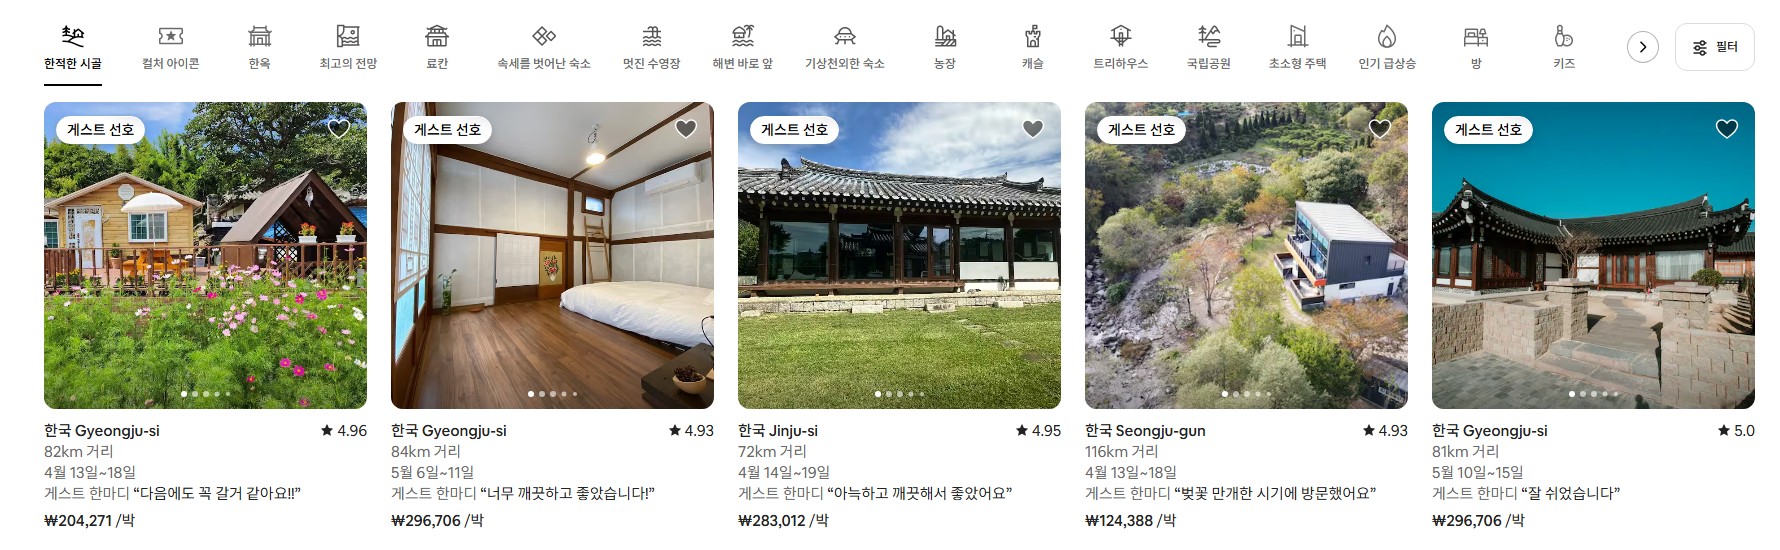 한적한 시골
컬처 아이콘
한옥
최고의 전망
료칸
속세를 벗어난 숙소
멋진 수영장
해변 바로 앞
기상천외한 숙소
농장
캐슬
트리하우스
국립공원
초소형 주택
인기 급상승
방
키즈
필터
게스트 선호
한국 Gyeongju-si
4.96
82km 거리
4월 13일~18일
게스트 한마디 “다음에도 꼭 갈거 같아요!!”
₩204,271 /박
게스트 선호
한국 Gyeongju-si
4.93
84km 거리
5월 6일~11일
게스트 한마디 “너무 깨끗하고 좋았습니다!”
₩296,706 /박
게스트 선호
한국 Jinju-si
4.95
72km 거리
4월 14일~19일
게스트 한마디 “아늑하고 깨끗해서 좋았어요”
₩283,012 /박
게스트 선호
한국 Seongju-gun
4.93
116km 거리
4월 13일~18일
게스트 한마디 “벚꽃 만개한 시기에 방문했어요”
₩124,388 /박
게스트 선호
한국 Gyeongju-si
5.0
81km 거리
5월 10일~15일
게스트 한마디 “잘 쉬었습니다”
₩296,706 /박